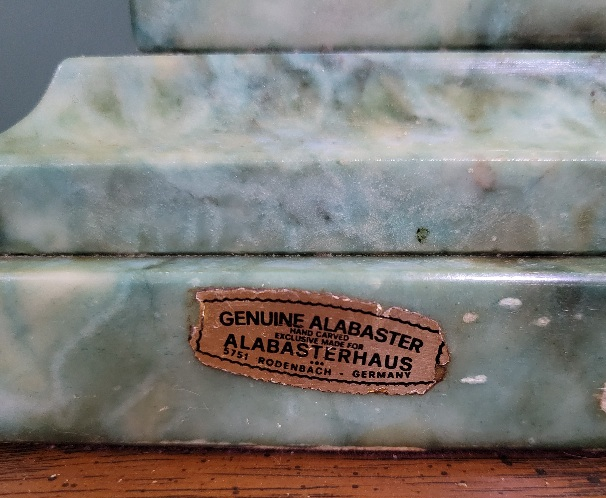 GENUINE ALABASTER
HAND CARVED
EXCLUSIVE MADE FOR
ALABASTERHAUS
5751 RODENBACH - GERMANY